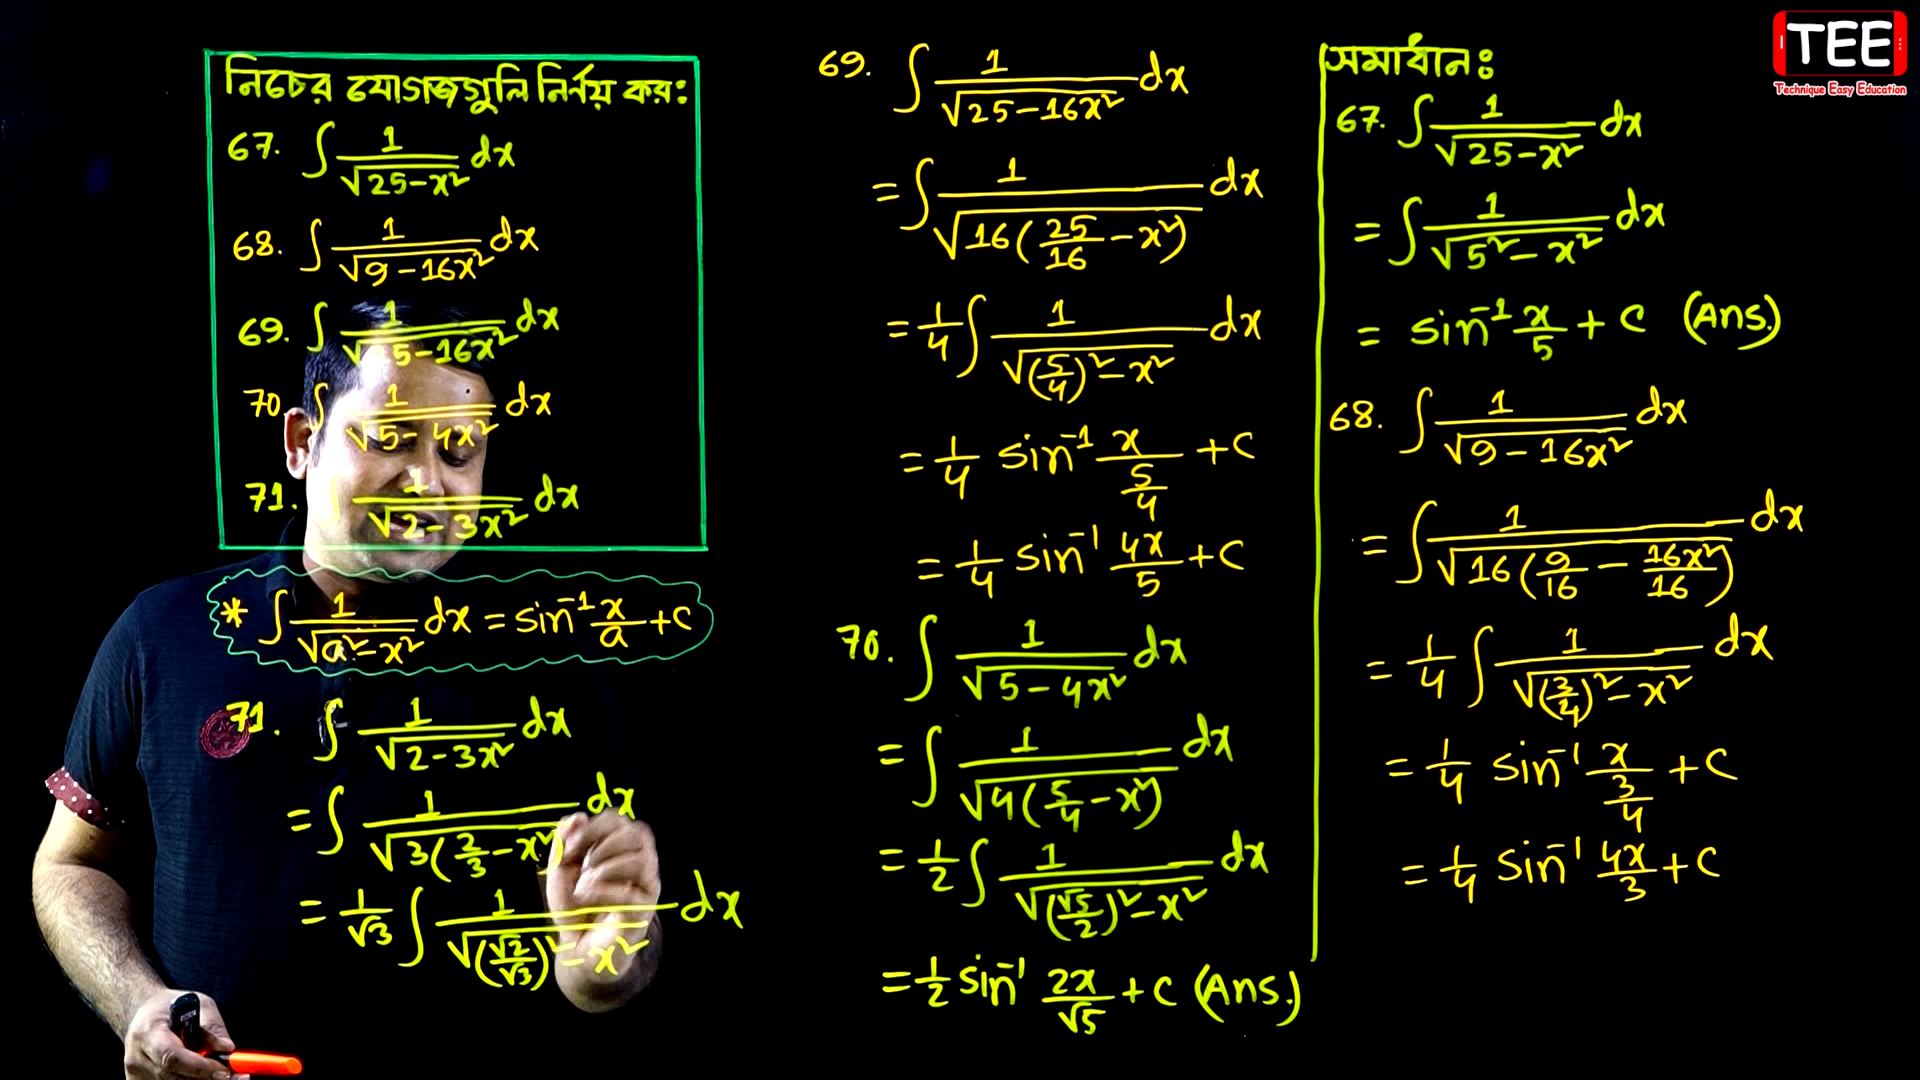 নিচের যোগজগুলি নির্ণয় কর:
67. ∫ 1/√(25-x²) dx
68. ∫ 1/√(9-16x²) dx
69. ∫ 1/√(25-16x²) dx
70. ∫ 1/√(5-4x²) dx
71. ∫ 1/√(2-3x²) dx
* ∫ 1/√(a²-x²) dx = sin⁻¹ x/a + c
71. ∫ 1/√(2-3x²) dx
= ∫ 1/√(3(2/3-x²)) dx
= 1/√3 ∫ 1/√((√2/√3)²-x²) dx
69. ∫ 1/√(25-16x²) dx
= ∫ 1/√(16(25/16-x²)) dx
= 1/4 ∫ 1/√((5/4)²-x²) dx
= 1/4 sin⁻¹ x/(5/4) + c
= 1/4 sin⁻¹ 4x/5 + c
70. ∫ 1/√(5-4x²) dx
= ∫ 1/√(4(5/4-x²)) dx
= 1/2 ∫ 1/√((√5/2)²-x²) dx
= 1/2 sin⁻¹ 2x/√5 + c (Ans.)
সমাধান:
67. ∫ 1/√(25-x²) dx
= ∫ 1/√(5²-x²) dx
= sin⁻¹ x/5 + c (Ans.)
68. ∫ 1/√(9-16x²) dx
= ∫ 1/√(16(9/16 - 16x²/16)) dx
= 1/4 ∫ 1/√((3/4)²-x²) dx
= 1/4 sin⁻¹ x/(3/4) + c
= 1/4 sin⁻¹ 4x/3 + c
TEE
Technique Easy Education